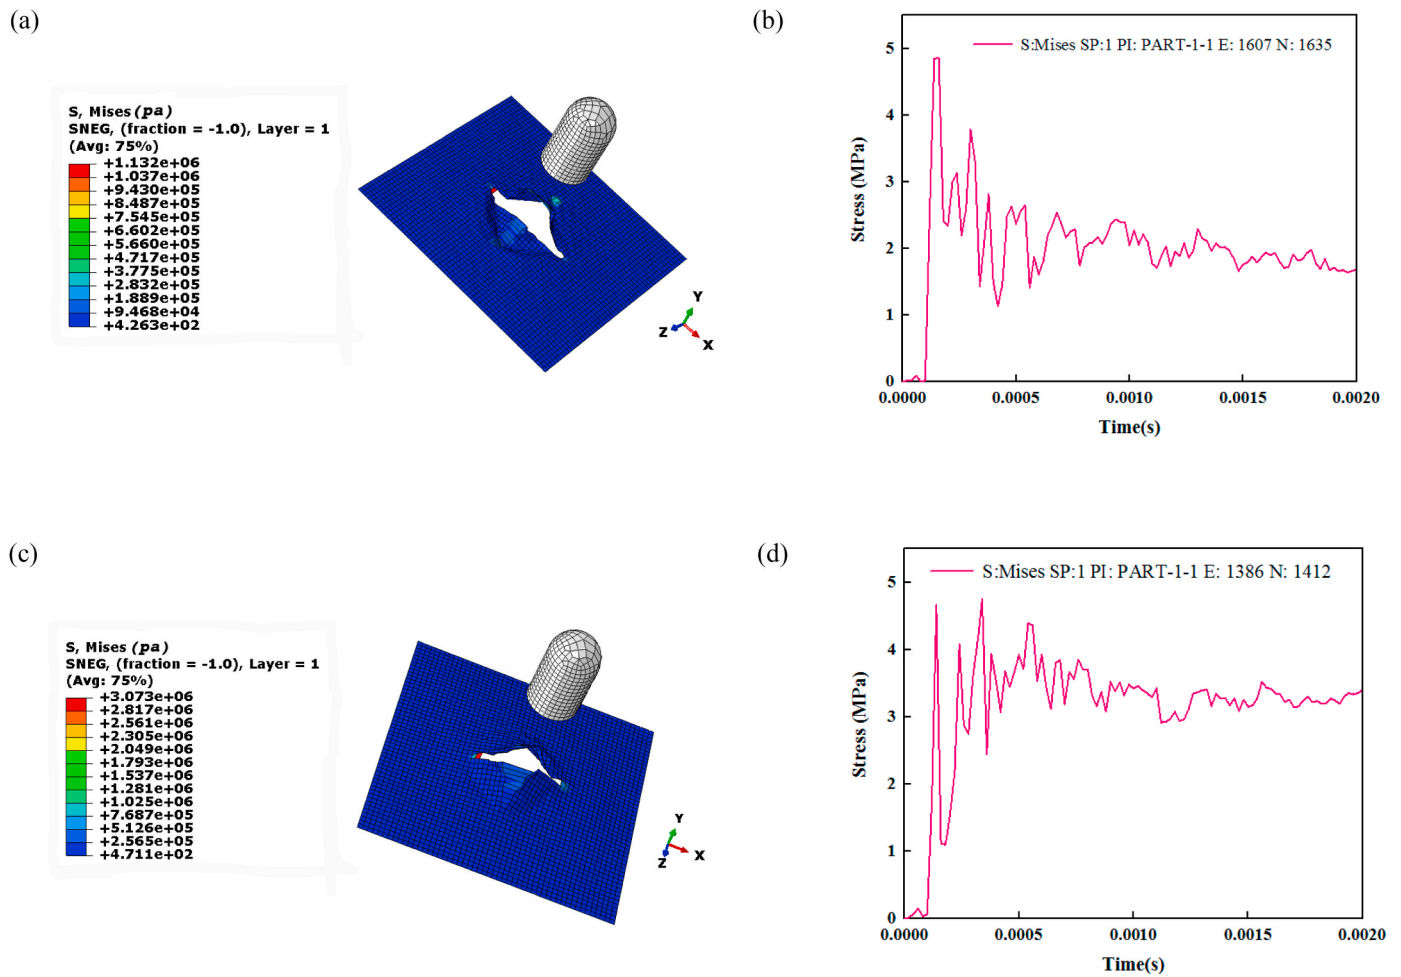 (a)
S, Mises (pa)
SNEG, (fraction = -1.0), Layer = 1
(Avg: 75%)
+1.132e+06
+1.037e+06
+9.430e+05
+8.487e+05
+7.545e+05
+6.602e+05
+5.660e+05
+4.717e+05
+3.775e+05
+2.832e+05
+1.889e+05
+9.468e+04
+4.263e+02
Y
Z
X
(b)
S:Mises SP:1 PI: PART-1-1 E: 1607 N: 1635
Stress (MPa)
5
4
3
2
1
0
0.0000
0.0005
0.0010
0.0015
0.0020
Time(s)
(c)
S, Mises (pa)
SNEG, (fraction = -1.0), Layer = 1
(Avg: 75%)
+3.073e+06
+2.817e+06
+2.561e+06
+2.305e+06
+2.049e+06
+1.793e+06
+1.537e+06
+1.281e+06
+1.025e+06
+7.687e+05
+5.126e+05
+2.565e+05
+4.711e+02
Y
Z
X
(d)
S:Mises SP:1 PI: PART-1-1 E: 1386 N: 1412
Stress (MPa)
5
4
3
2
1
0
0.0000
0.0005
0.0010
0.0015
0.0020
Time(s)